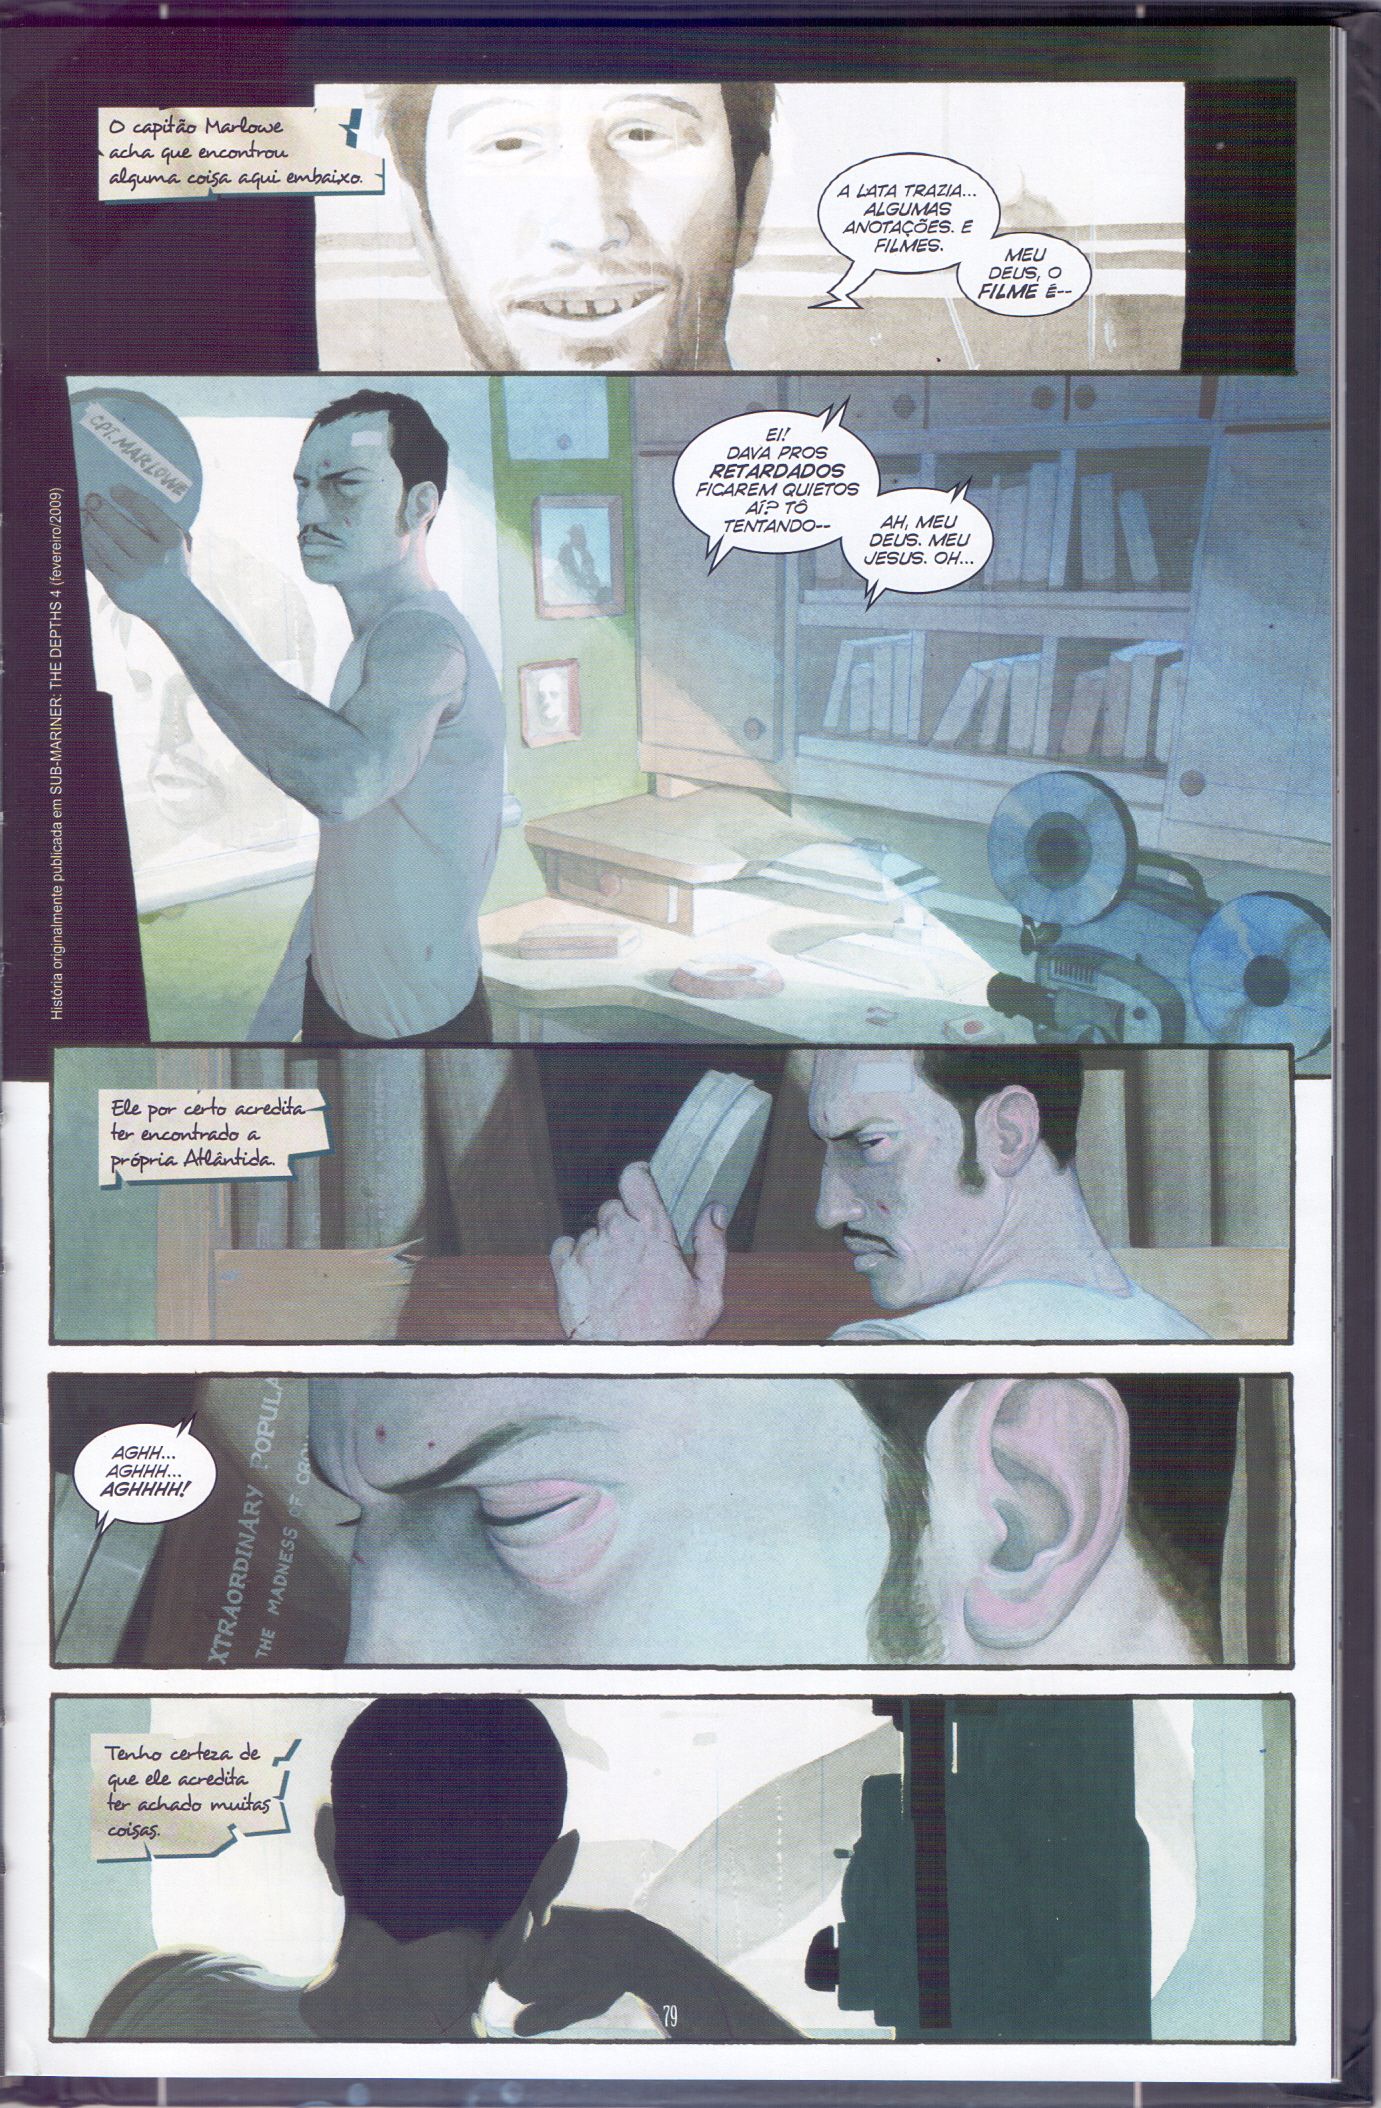 O capitão Marlowe
acha que encontrou
alguma coisa aqui embaixo.
A LATA TRAZIA...
ALGUMAS
ANOTAÇÕES. E
FILMES.
MEU
DEUS, O
FILME É--
CPT. MARLOWE
EI!
DAVA PROS
RETARDADOS
FICAREM QUIETOS
AÍ? TÔ
TENTANDO--
AH, MEU
DEUS. MEU
JESUS. OH...
História originalmente publicada em SUB-MARINER: THE DEPTHS 4 (fevereiro/2009)
Ele por certo acredita
ter encontrado a
própria Atlântida.
AGHH...
AGHHH...
AGHHHH!
XTRAORDINARY POPULA
THE MADNESS OF CRO
Tenho certeza de
que ele acredita
ter achado muitas
coisas.
79